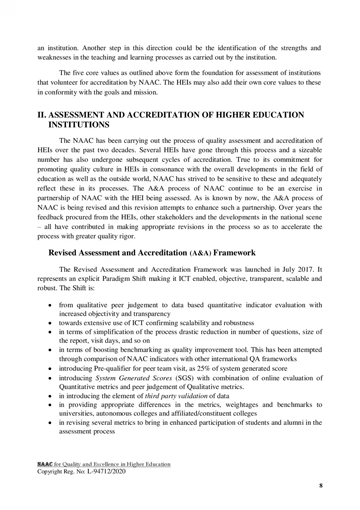 an institution. Another step in this direction could be the identification of the strengths and
weaknesses in the teaching and learning processes as carried out by the institution.
The five core values as outlined above form the foundation for assessment of institutions
that volunteer for accreditation by NAAC. The HEIs may also add their own core values to these
in conformity with the goals and mission.
II. ASSESSMENT AND ACCREDITATION OF HIGHER EDUCATION
INSTITUTIONS
The NAAC has been carrying out the process of quality assessment and accreditation of
HEIs over the past two decades. Several HEIs have gone through this process and a sizeable
number has also undergone subsequent cycles of accreditation. True to its commitment for
promoting quality culture in HEIs in consonance with the overall developments in the field of
education as well as the outside world, NAAC has strived to be sensitive to these and adequately
reflect these in its processes. The A&A process of NAAC continue to be an exercise in
partnership of NAAC with the HEI being assessed. As is known by now, the A&A process of
NAAC is being revised and this revision attempts to enhance such a partnership. Over years the
feedback procured from the HEIs, other stakeholders and the developments in the national scene
– all have contributed in making appropriate revisions in the process so as to accelerate the
process with greater quality rigor.
Revised Assessment and Accreditation (A&A) Framework
The Revised Assessment and Accreditation Framework was launched in July 2017. It
represents an explicit Paradigm Shift making it ICT enabled, objective, transparent, scalable and
robust. The Shift is:
• from qualitative peer judgement to data based quantitative indicator evaluation with
increased objectivity and transparency
• towards extensive use of ICT confirming scalability and robustness
• in terms of simplification of the process drastic reduction in number of questions, size of
the report, visit days, and so on
• in terms of boosting benchmarking as quality improvement tool. This has been attempted
through comparison of NAAC indicators with other international QA frameworks
• introducing Pre-qualifier for peer team visit, as 25% of system generated score
• introducing System Generated Scores (SGS) with combination of online evaluation of
Quantitative metrics and peer judgement of Qualitative metrics.
• in introducing the element of third party validation of data
• in providing appropriate differences in the metrics, weightages and benchmarks to
universities, autonomous colleges and affiliated/constituent colleges
• in revising several metrics to bring in enhanced participation of students and alumni in the
assessment process
NAAC for Quality and Excellence in Higher Education
Copyright Reg. No: L-94712/2020
8